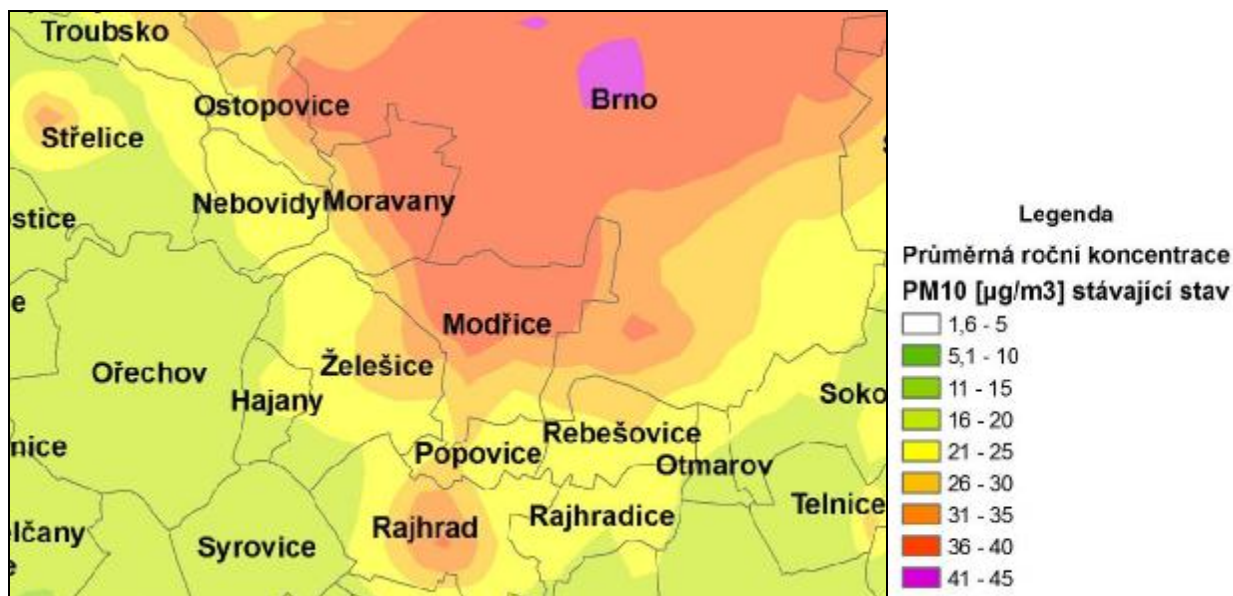 Troubsko
Brno
Ostopovice
Střelice
Nebovidy
Moravany
stice
e
Modřice
Ořechov
Želešice
Hajany
Soko
nice
Popovice
Rebešovice
Otmarov
Telnice
elčany
e
Syrovice
Rajhrad
Rajhradice
Legenda
Průměrná roční koncentrace
PM10 [µg/m3] stávající stav
1,6 - 5
5,1 - 10
11 - 15
16 - 20
21 - 25
26 - 30
31 - 35
36 - 40
41 - 45